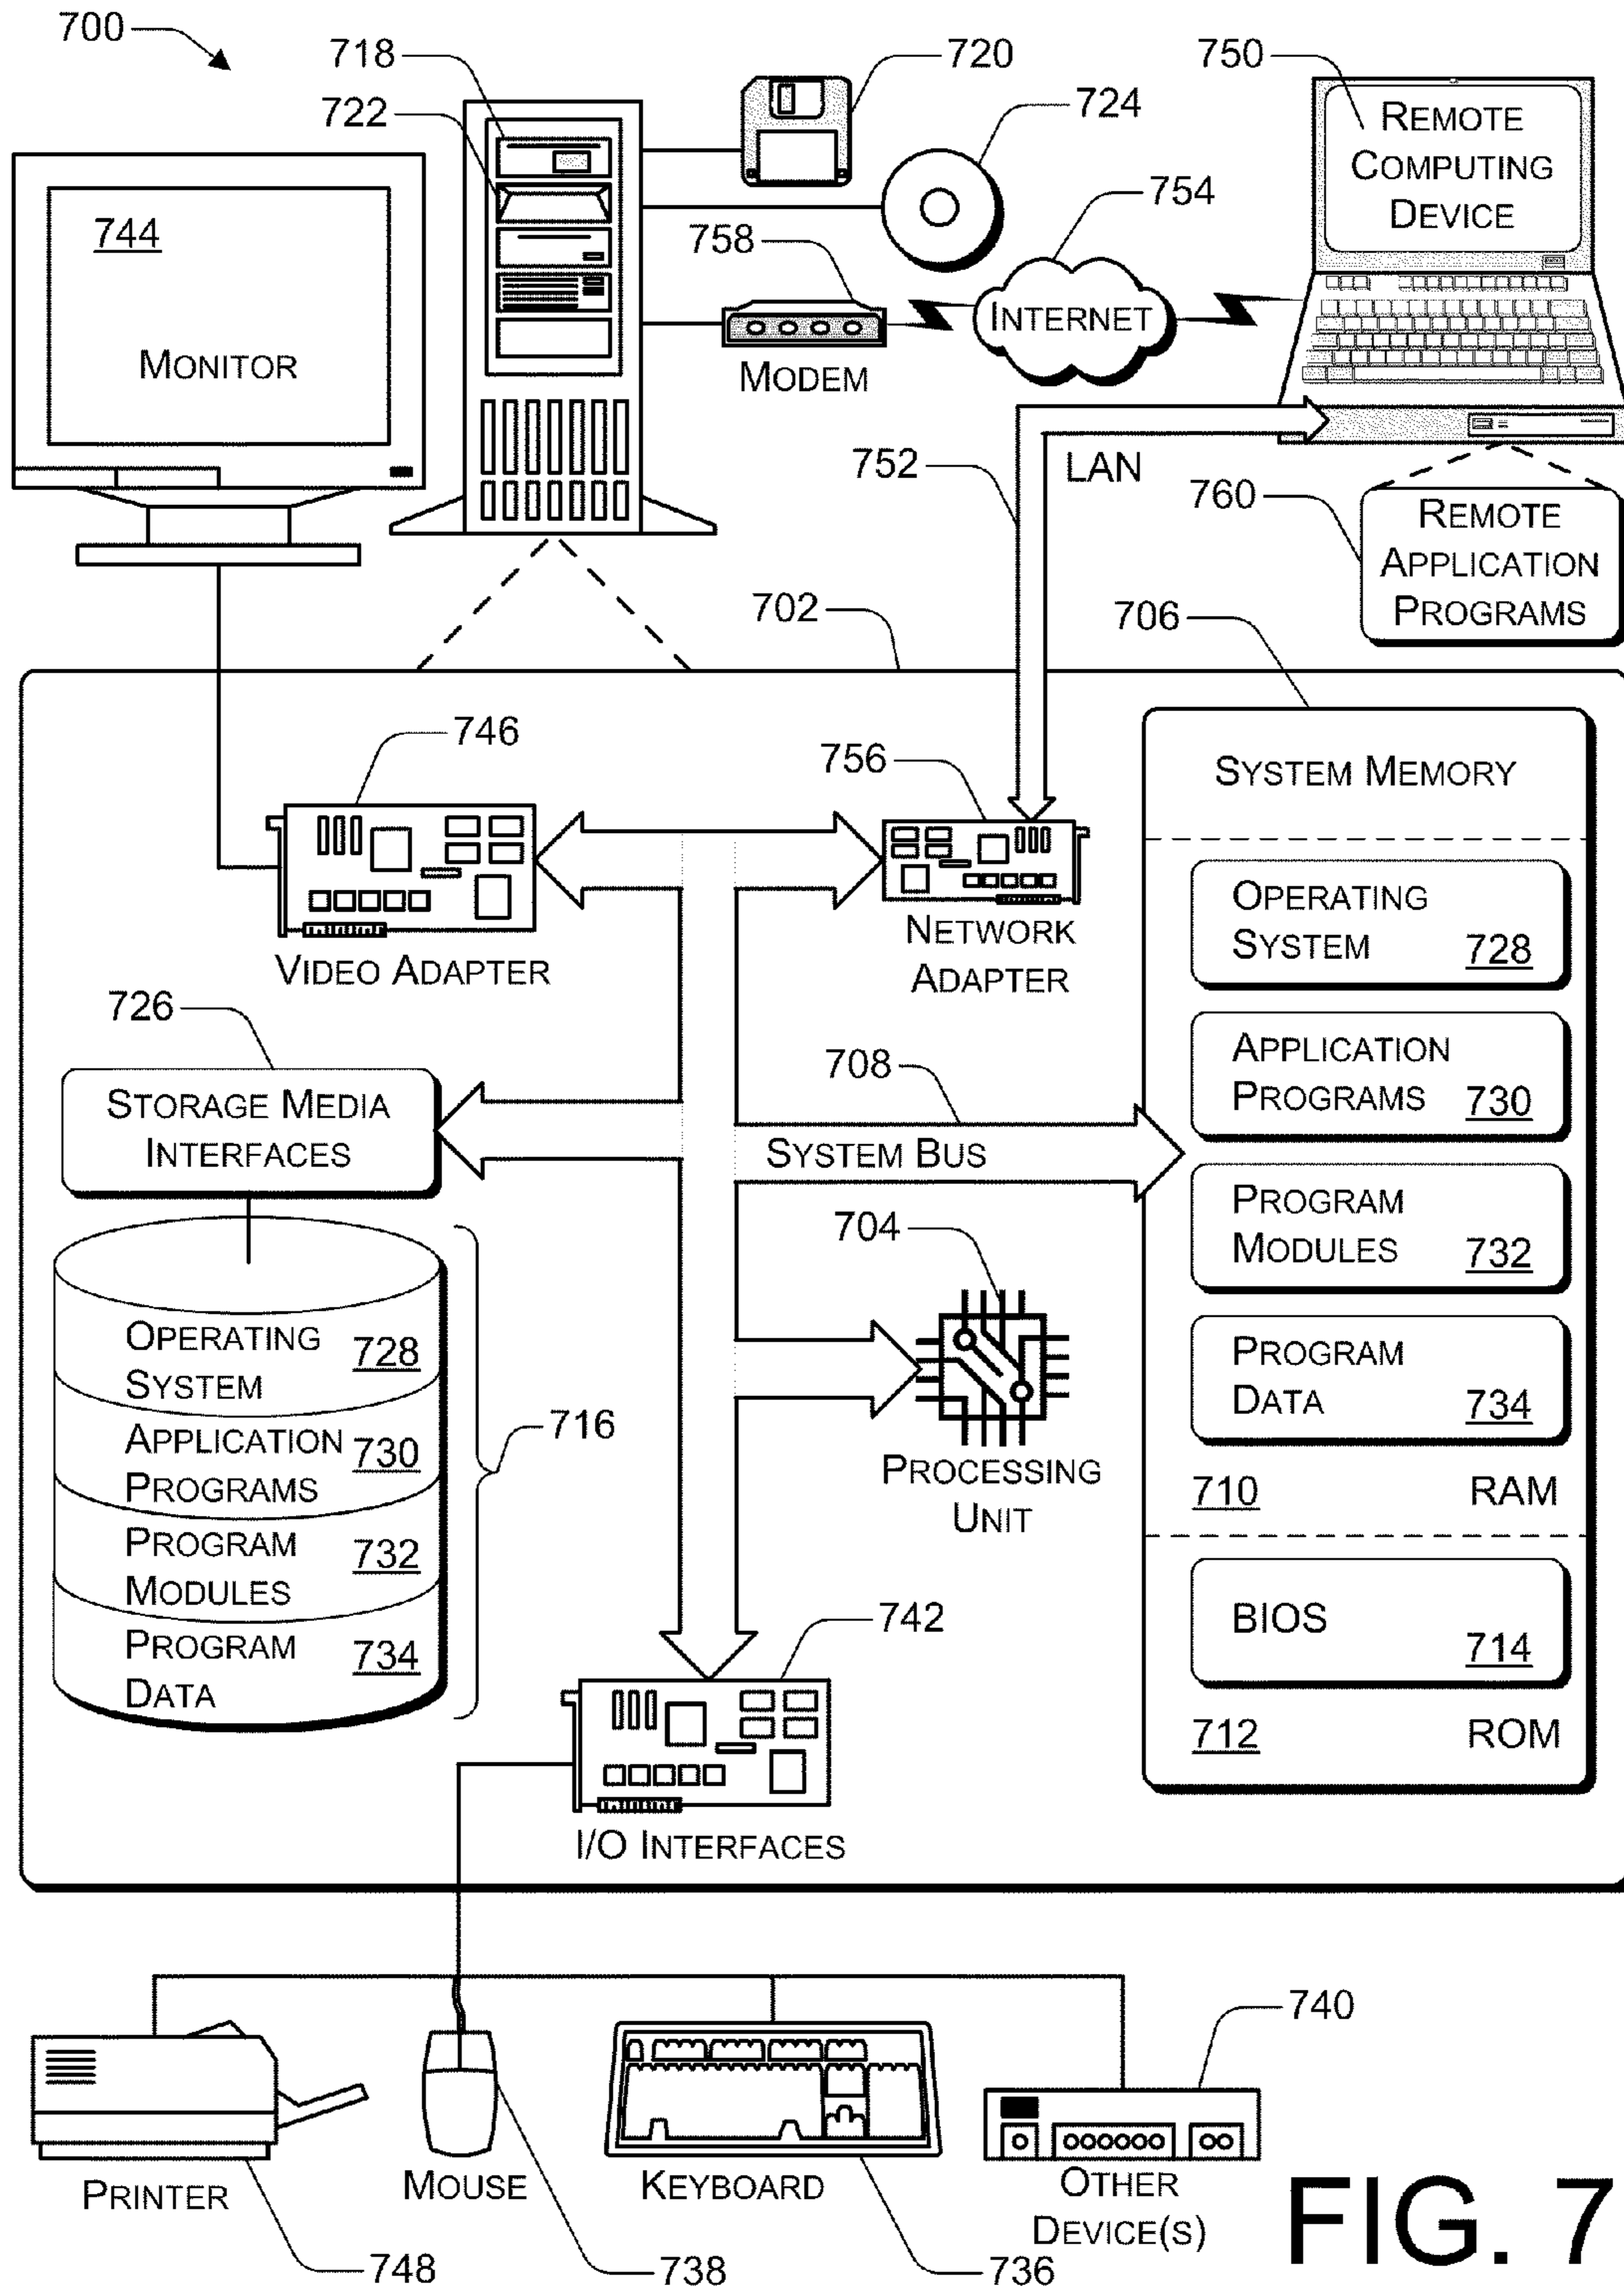 700
718
720
750
722
724
REMOTE
COMPUTING
DEVICE
754
744
758
INTERNET
MONITOR
MODEM
752
LAN
760
REMOTE
APPLICATION
PROGRAMS
702
706
746
756
SYSTEM MEMORY
VIDEO ADAPTER
NETWORK
ADAPTER
OPERATING
SYSTEM 728
726
708
APPLICATION
PROGRAMS 730
STORAGE MEDIA
INTERFACES
SYSTEM BUS
PROGRAM
MODULES 732
704
OPERATING
SYSTEM 728
716
APPLICATION
PROGRAMS 730
PROGRAM
MODULES 732
PROGRAM
DATA 734
PROCESSING
UNIT
PROGRAM
DATA 734
710 RAM
BIOS
714
712 ROM
742
I/O INTERFACES
740
PRINTER
MOUSE
KEYBOARD
OTHER
DEVICE(S)
748
738
736
FIG. 7